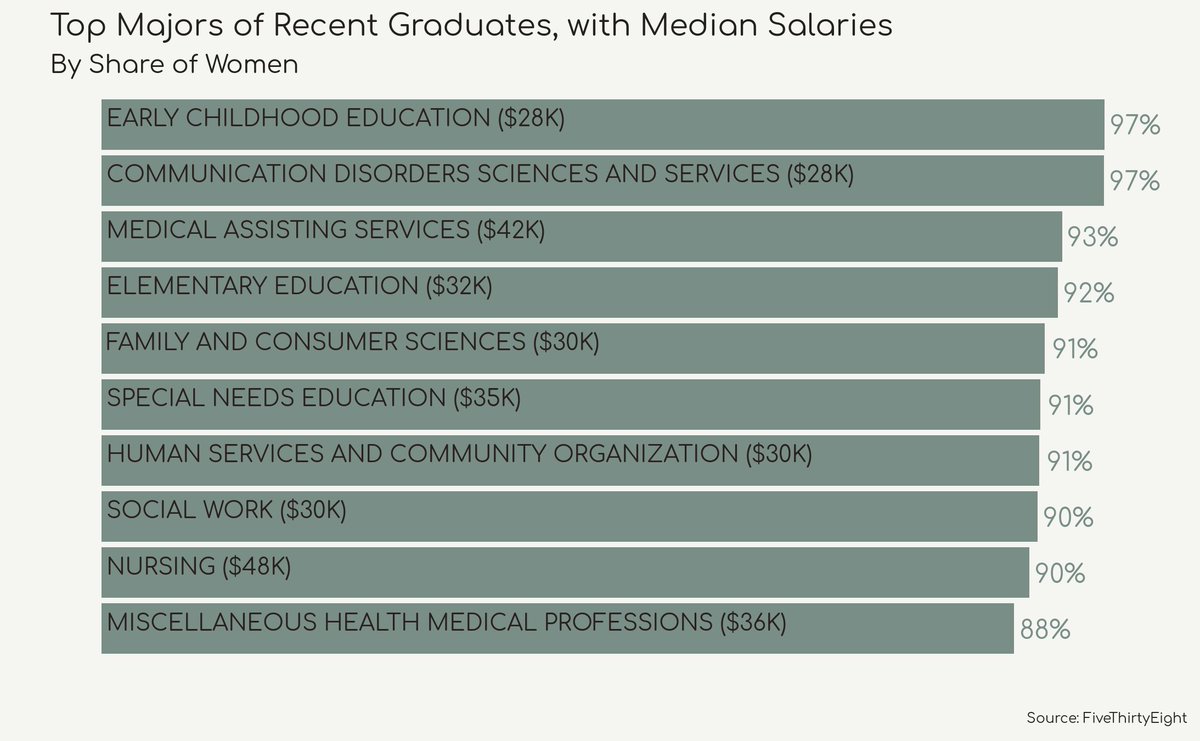 Top Majors of Recent Graduates, with Median Salaries
By Share of Women
EARLY CHILDHOOD EDUCATION ($28K) 97%
COMMUNICATION DISORDERS SCIENCES AND SERVICES ($28K) 97%
MEDICAL ASSISTING SERVICES ($42K) 93%
ELEMENTARY EDUCATION ($32K) 92%
FAMILY AND CONSUMER SCIENCES ($30K) 91%
SPECIAL NEEDS EDUCATION ($35K) 91%
HUMAN SERVICES AND COMMUNITY ORGANIZATION ($30K) 91%
SOCIAL WORK ($30K) 90%
NURSING ($48K) 90%
MISCELLANEOUS HEALTH MEDICAL PROFESSIONS ($36K) 88%
Source: FiveThirtyEight